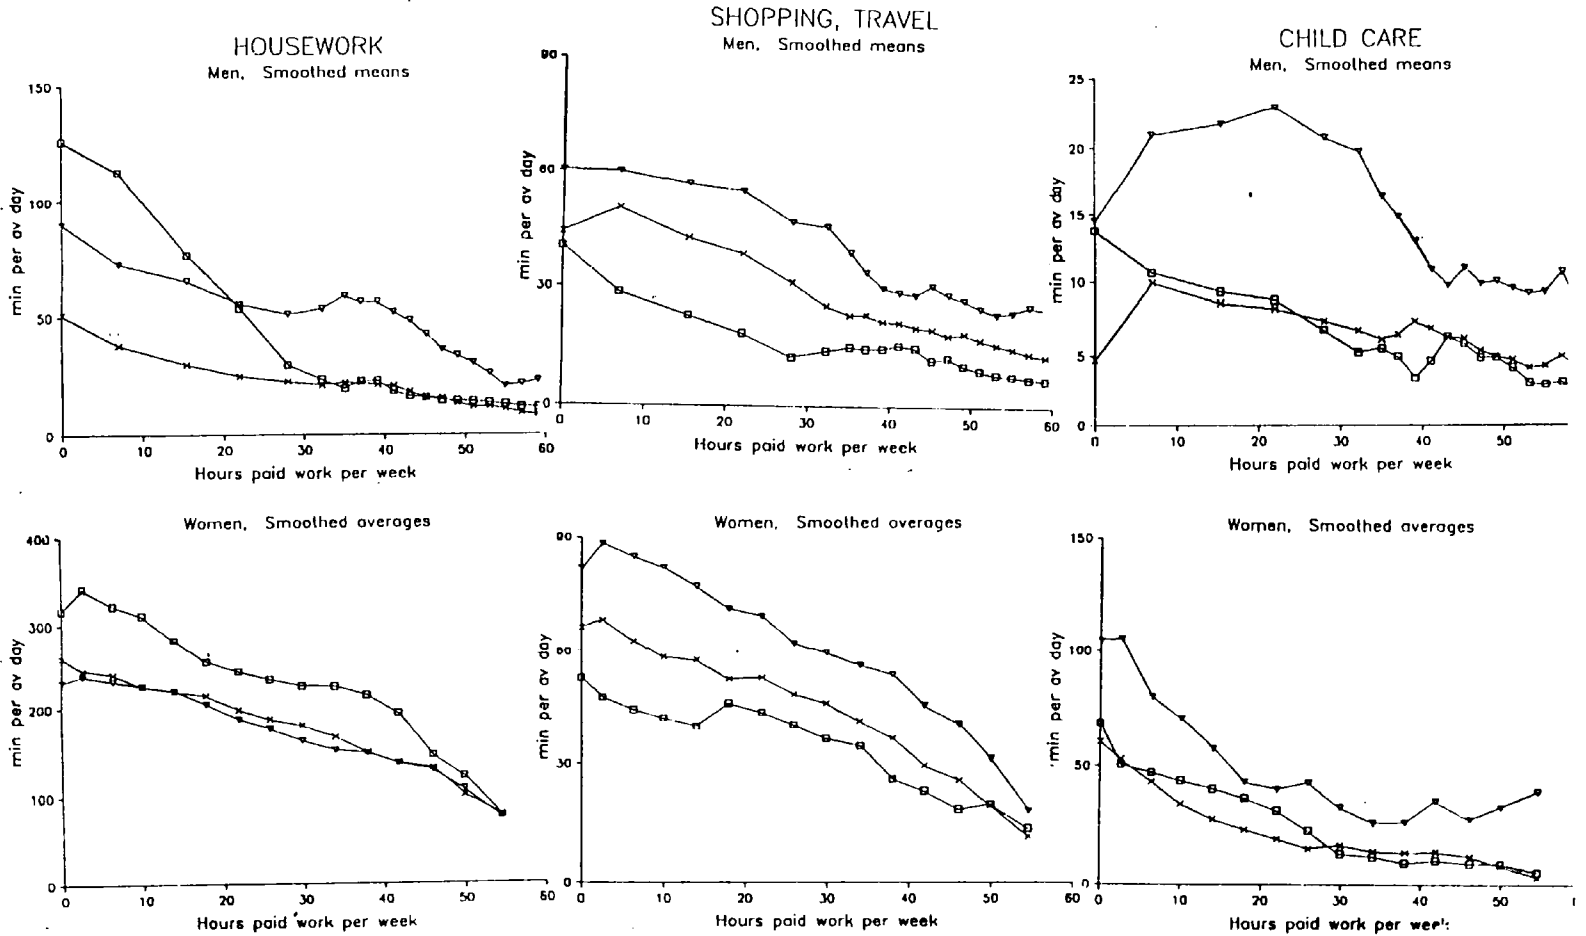 HOUSEWORK
Men, Smoothed means
150
100
50
0
min per av day
0 10 20 30 40 50 60
Hours paid work per week
SHOPPING, TRAVEL
Men, Smoothed means
90
60
30
0
min per av day
0 10 20 30 40 50 60
Hours paid work per week
CHILD CARE
Men, Smoothed means
25
20
15
10
5
0
min per av day
0 10 20 30 40 50
Hours paid work per week
Women, Smoothed averages
400
300
200
100
0
min per av day
0 10 20 30 40 50 60
Hours paid work per week
Women, Smoothed averages
90
60
30
0
min per av day
0 10 20 30 40 50 60
Hours paid work per week
Women, Smoothed averages
150
100
50
0
min per av day
0 10 20 30 40 50
Hours paid work per